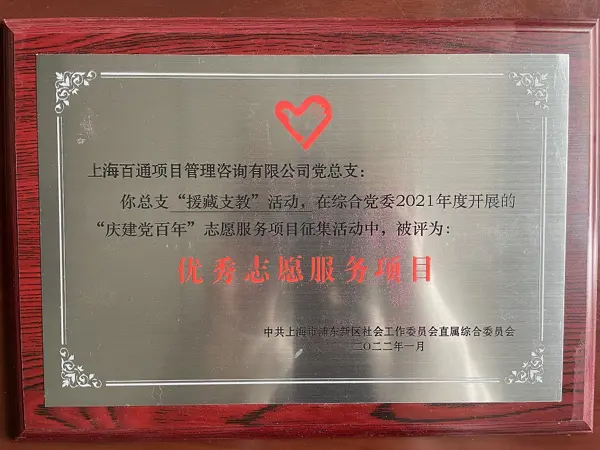 上海百通项目管理咨询有限公司党总支：
你总支“援藏支教”活动，在综合党委2021年度开展的
“庆建党百年”志愿服务项目征集活动中，被评为：
优秀志愿服务项目
中共上海市浦东新区社会工作委员会直属综合委员会
二〇二二年一月